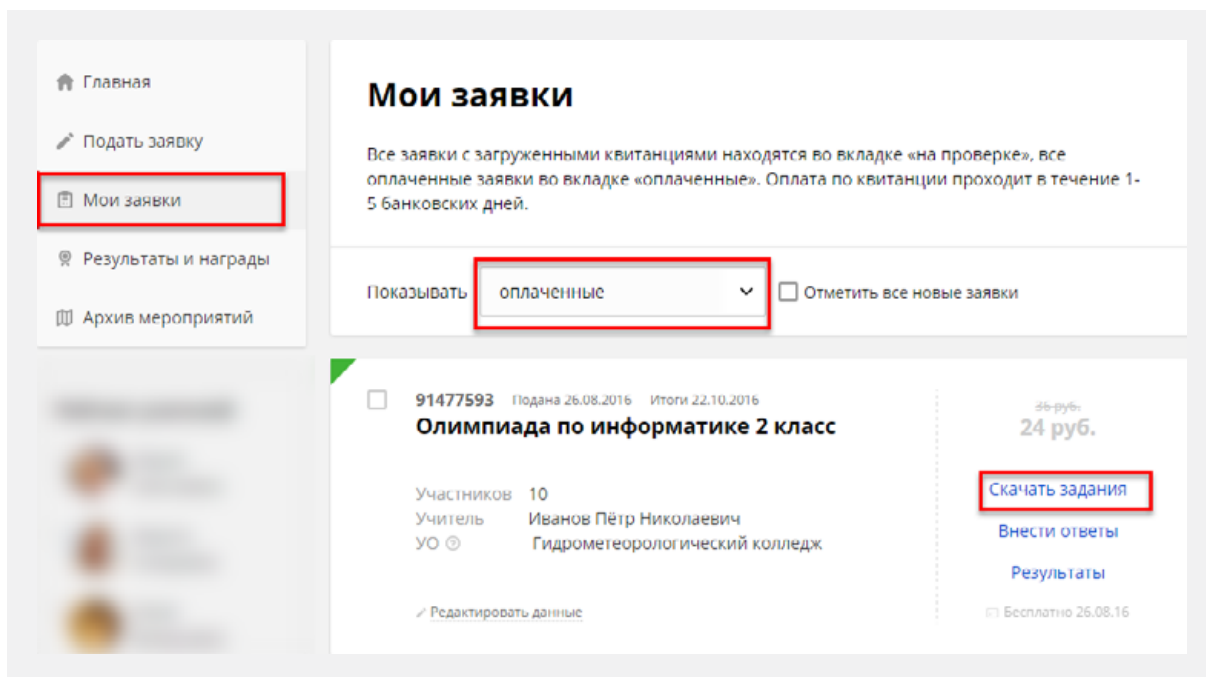 Главная
Подать заявку
Мои заявки
Результаты и награды
Архив мероприятий
Мои заявки
Все заявки с загруженными квитанциями находятся во вкладке «на проверке», все
оплаченные заявки во вкладке «оплаченные». Оплата по квитанции проходит в течение 1-
5 банковских дней.
Показывать оплаченные Отметить все новые заявки
91477593 Подана 26.08.2016 Итоги 22.10.2016
Олимпиада по информатике 2 класс
Участников 10
Учитель Иванов Пётр Николаевич
УО Гидрометеорологический колледж
Редактировать данные
36 руб.
24 руб.
Скачать задания
Внести ответы
Результаты
Бесплатно 26.08.16